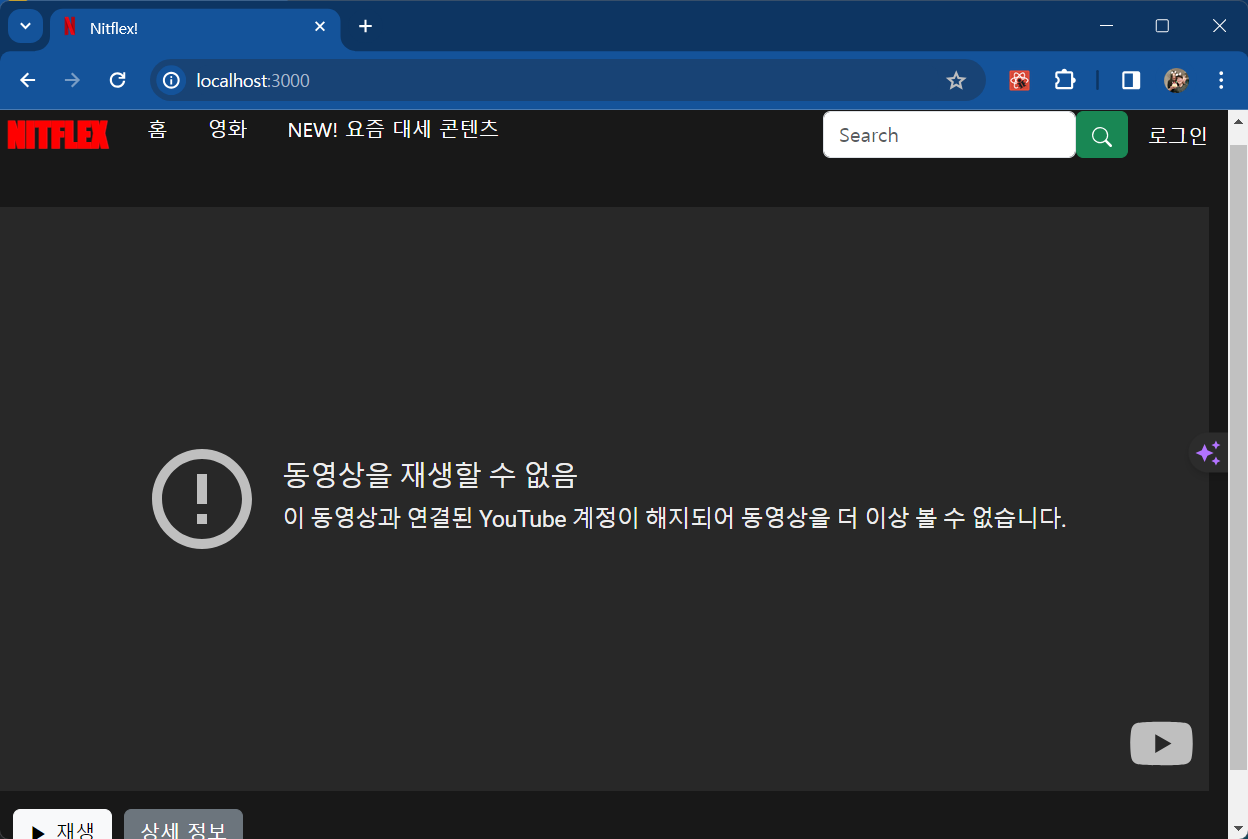 Nitflex!
localhost:3000
NITFLEX 홈 영화 NEW! 요즘 대세 콘텐츠 Search 로그인
동영상을 재생할 수 없음
이 동영상과 연결된 YouTube 계정이 해지되어 동영상을 더 이상 볼 수 없습니다.
재생 상세 정보